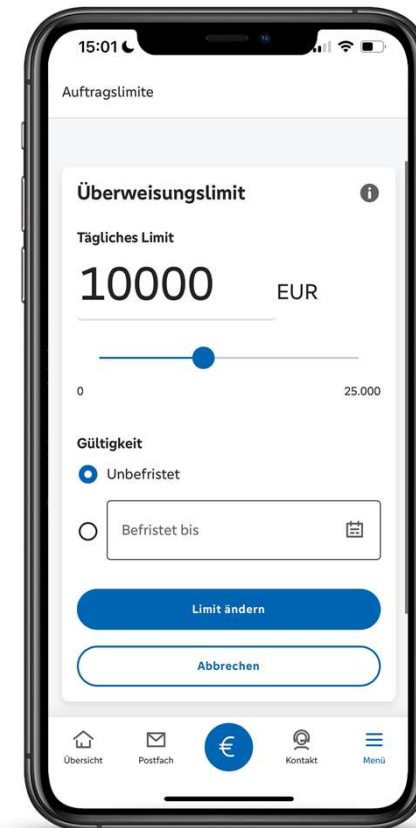 15:01
Auftragslimite
Überweisungslimit
Tägliches Limit
10000 EUR
0 25.000
Gültigkeit
Unbefristet
Befristet bis
Limit ändern
Abbrechen
€
Übersicht Postfach Kontakt Menü